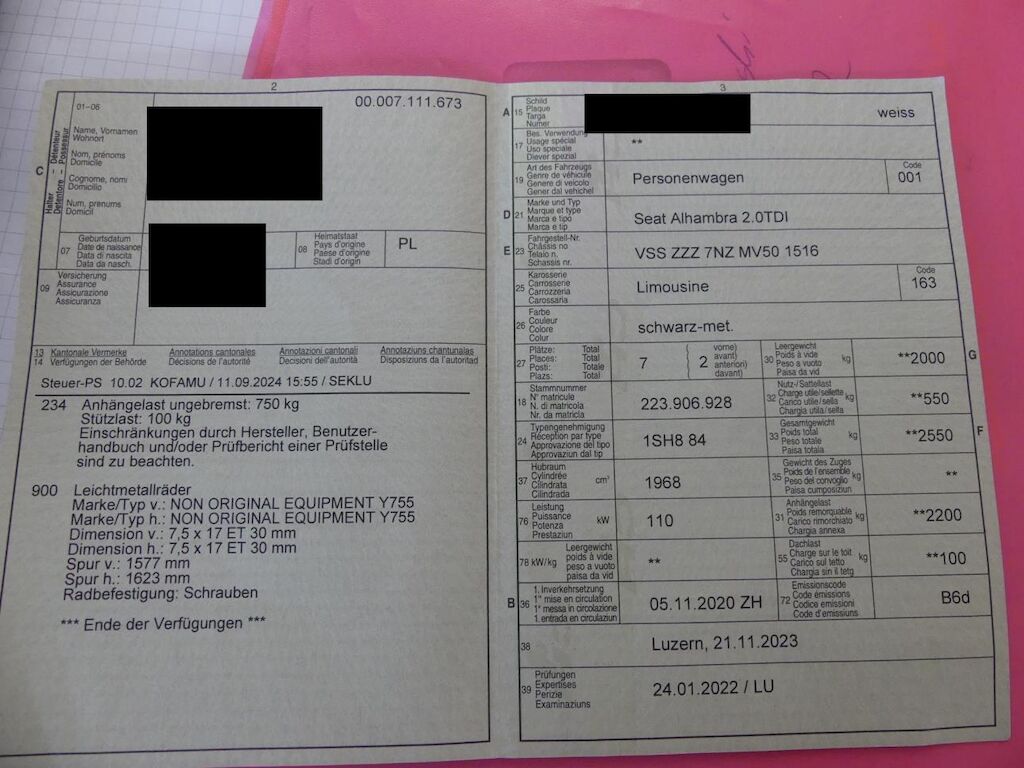 2
00.007.111.673
01-06
Name, Vornamen
Wohnort
Nom, prénoms
Domicile
Cognome, nomi
Domicilio
Num, prenums
Domicil
C
Halter - Détenteur
Detentore - Possessur
07
Geburtsdatum
Date de naissance
Data di nascita
Data da nasch.
08
Heimatstaat
Pays d'origine
Paese d'origine
Stadi d'origin
PL
09
Versicherung
Assurance
Assicurazione
Assicuranza
13 Kantonale Vermerke Annotations cantonales Annotazioni cantonali Annotaziuns chantunalas
14 Verfügungen der Behörde Décisions de l'autorité Decisioni dell'autorità Disposiziuns da l'autoritad
Steuer-PS 10.02 KOFAMU / 11.09.2024 15:55 / SEKLU
234 Anhängelast ungebremst: 750 kg
Stützlast: 100 kg
Einschränkungen durch Hersteller, Benutzer-
handbuch und/oder Prüfbericht einer Prüfstelle
sind zu beachten.
900 Leichtmetallräder
Marke/Typ v.: NON ORIGINAL EQUIPMENT Y755
Marke/Typ h.: NON ORIGINAL EQUIPMENT Y755
Dimension v.: 7,5 x 17 ET 30 mm
Dimension h.: 7,5 x 17 ET 30 mm
Spur v.: 1577 mm
Spur h.: 1623 mm
Radbefestigung: Schrauben
*** Ende der Verfügungen ***
3
A 15
Schild
Plaque
Targa
Numer
weiss
17
Bes. Verwendung
Usage spécial
Uso speciale
Diever spezial
**
19
Art des Fahrzeugs
Genre de véhicule
Genere di veicolo
Gener dal vehichel
Personenwagen
Code
001
D 21
Marke und Typ
Marque et type
Marca e tipo
Marca e tip
Seat Alhambra 2.0TDI
E 23
Fahrgestell-Nr.
Châssis no
Telaio n.
Schassis nr.
VSS ZZZ 7NZ MV50 1516
25
Karosserie
Carrosserie
Carrozzeria
Carossaria
Limousine
Code
163
26
Farbe
Couleur
Colore
Colur
schwarz-met.
27
Plätze: Total
Places: Total
Posti: Totale
Plazs: Total
7
( 2
vorne)
avant)
anteriori)
davant)
30
Leergewicht
Poids à vide
Peso a vuoto
Paisa da vid
kg
**2000
G
18
Stammnummer
N° matricule
N. di matricola
Nr. da matricla
223.906.928
32
Nutz-/Sattellast
Charge utile/sellette
Carico utile/sella
Chargia utila/sella
kg
**550
24
Typengenehmigung
Réception par type
Approvazione del tipo
Approvaziun dal tip
1SH8 84
33
Gesamtgewicht
Poids total
Peso totale
Paisa totala
kg
**2550
F
37
Hubraum
Cylindrée
Cilindrata
Cilindrada
cm³
1968
35
Gewicht des Zuges
Poids de l'ensemble
Peso del convoglio
Paisa cumposiziun
kg
**
76
Leistung
Puissance
Potenza
Prestaziun
kW
110
31
Anhängelast
Poids remorquable
Carico rimorchiato
Chargia annexa
kg
**2200
78 kW/kg
Leergewicht
poids à vide
peso a vuoto
paisa da vid
**
55
Dachlast
Charge sur le toit
Carico sul tetto
Chargia sin il tetg
kg
**100
B 36
1. Inverkehrsetzung
1re mise en circulation
1a messa in circolazione
1. entrada en circulaziun
05.11.2020 ZH
72
Emissionscode
Code émissions
Codice emissioni
Code d'emissiuns
B6d
38
Luzern, 21.11.2023
39
Prüfungen
Expertises
Perizie
Examinaziuns
24.01.2022 / LU